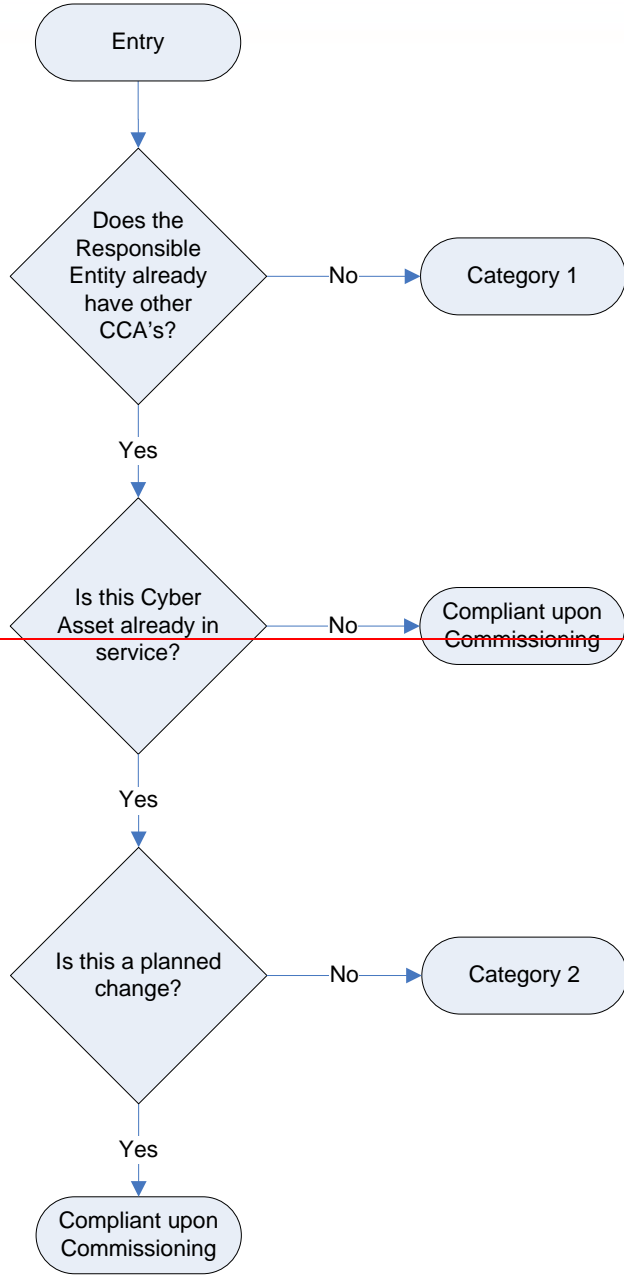 Entry
Does the
Responsible
Entity already
have other
CCA's?
No
Category 1
Yes
Is this Cyber
Asset already in
service?
No
Compliant upon
Commissioning
Yes
Is this a planned
change?
No
Category 2
Yes
Compliant upon
Commissioning